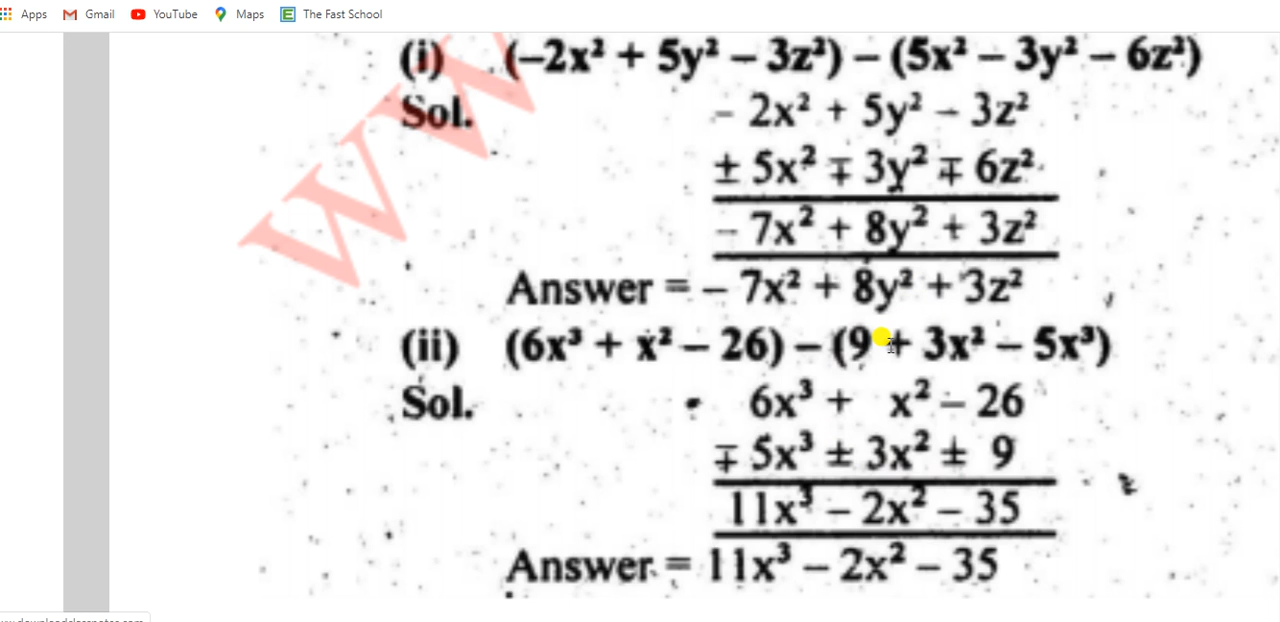 Apps Gmail YouTube Maps The Fast School
(i) (–2x² + 5y² – 3z²) – (5x² – 3y² – 6z²)
Sol. – 2x² + 5y² – 3z²
± 5x² ∓ 3y² ∓ 6z²
– 7x² + 8y² + 3z²
Answer = – 7x² + 8y² + 3z²
(ii) (6x³ + x² – 26) – (9 + 3x² – 5x³)
Sol. 6x³ + x² – 26
∓ 5x³ ± 3x² ± 9
11x³ – 2x² – 35
Answer = 11x³ – 2x² – 35